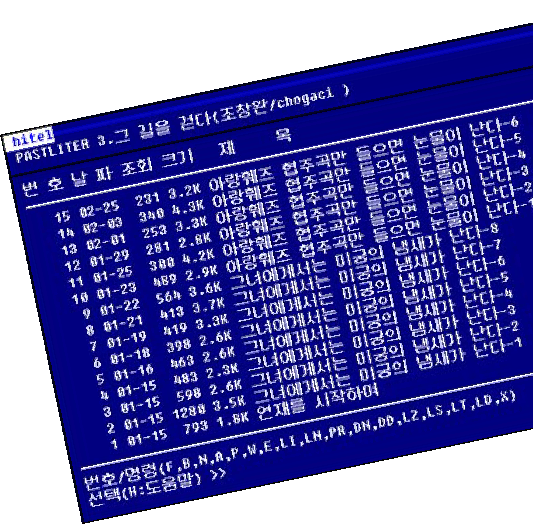 hitel
PASTLITER 3.그 길을 걷다(조창완/chogaci )
번 호 날 짜 조회 크기 제 목
15 02-25 231 3.2K 아랑훼즈 협주곡만 들으면 눈물이 난다-6
14 02-03 340 4.3K 아랑훼즈 협주곡만 들으면 눈물이 난다-5
13 02-01 253 3.3K 아랑훼즈 협주곡만 들으면 눈물이 난다-4
12 01-29 281 2.8K 아랑훼즈 협주곡만 들으면 눈물이 난다-3
11 01-25 380 4.2K 아랑훼즈 협주곡만 들으면 눈물이 난다-2
10 01-23 489 2.9K 아랑훼즈 협주곡만 들으면 눈물이 난다-1
9 01-22 564 3.6K 그녀에게서는 미궁의 냄새가 난다-8
8 01-21 413 3.7K 그녀에게서는 미궁의 냄새가 난다-7
7 01-19 419 3.3K 그녀에게서는 미궁의 냄새가 난다-6
6 01-18 398 2.6K 그녀에게서는 미궁의 냄새가 난다-5
5 01-16 463 2.6K 그녀에게서는 미궁의 냄새가 난다-4
4 01-15 483 2.3K 그녀에게서는 미궁의 냄새가 난다-3
3 01-15 598 2.6K 그녀에게서는 미궁의 냄새가 난다-2
2 01-15 1280 3.5K 그녀에게서는 미궁의 냄새가 난다-1
1 01-15 793 1.8K 연재를 시작하며
번호/명령(F,B,N,A,P,W,E,LI,LN,PR,DN,DD,LZ,LS,LT,LD,X)
선택(H:도움말) >>